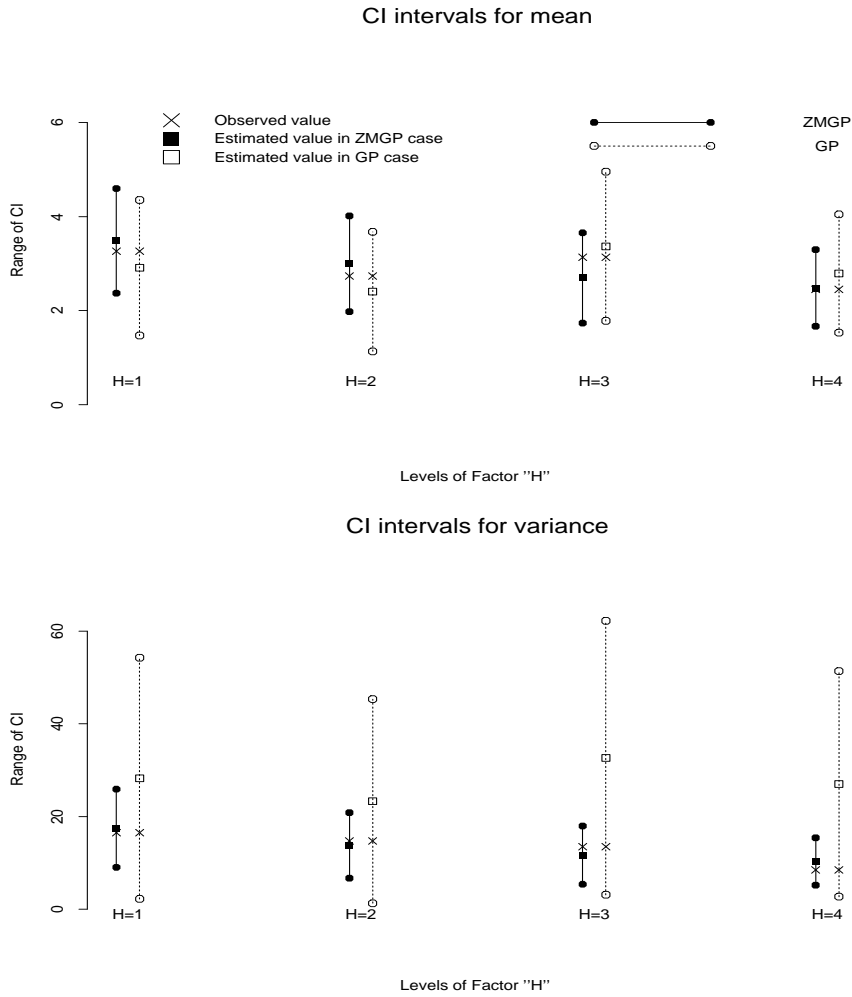 CI intervals for mean
Range of CI
0 2 4 6
Observed value
Estimated value in ZMGP case
Estimated value in GP case
ZMGP
GP
H=1 H=2 H=3 H=4
Levels of Factor "H"
CI intervals for variance
Range of CI
0 20 40 60
H=1 H=2 H=3 H=4
Levels of Factor "H"